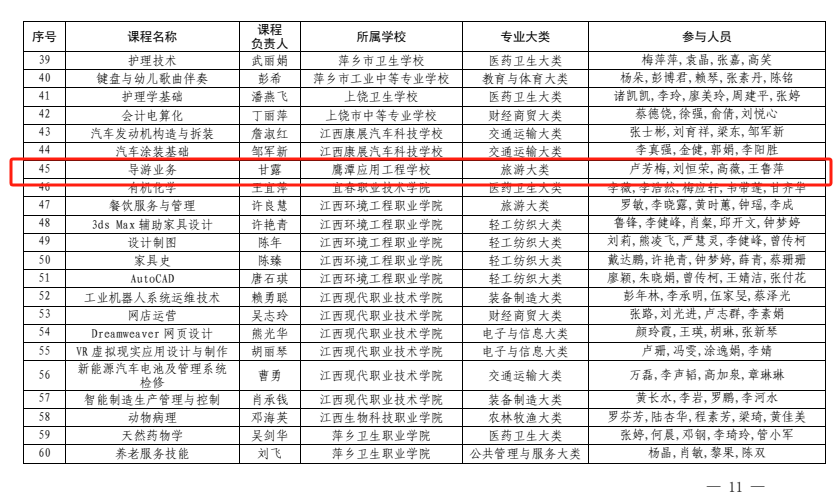 序号 课程名称 课程负责人 所属学校 专业大类 参与人员
39 护理技术 武丽娟 萍乡市卫生学校 医药卫生大类 梅萍萍,袁晶,张嘉,高笑
40 键盘与幼儿歌曲伴奏 彭希 萍乡市工业中等专业学校 教育与体育大类 杨朵,彭博君,赖琴,张素丹,陈铭
41 护理学基础 潘燕飞 上饶卫生学校 医药卫生大类 诸凯凯,李玲,廖美玲,周建平,张婷
42 会计电算化 丁丽萍 上饶市中等专业学校 财经商贸大类 蔡德饶,徐强,俞倩,刘悦心
43 汽车发动机构造与拆装 詹淑红 江西康展汽车科技学校 交通运输大类 张士彬,刘育祥,梁东,邹军新
44 汽车涂装基础 邹军新 江西康展汽车科技学校 交通运输大类 李真强,金健,郭娟,李阳胜
45 导游业务 甘露 鹰潭应用工程学校 旅游大类 卢芳梅,刘恒荣,高薇,王鲁萍
46 有机化学 王宜萍 宜春职业技术学院 医药卫生大类
47 餐饮服务与管理 许良慧 江西环境工程职业学院 旅游大类 罗敏,李晓露,黄时蕙,钟瑶,李成
48 3ds Max 辅助家具设计 许艳青 江西环境工程职业学院 轻工纺织大类 鲁锋,李健峰,肖粲,邱开文,钟梦婷
49 设计制图 陈年 江西环境工程职业学院 轻工纺织大类 刘莉,熊凌飞,严慧灵,李健峰,曾传柯
50 家具史 陈臻 江西环境工程职业学院 轻工纺织大类 戴达鹏,许艳青,钟梦婷,薛青,蔡珊珊
51 AutoCAD 唐石琪 江西环境工程职业学院 轻工纺织大类 廖颖,朱晓娟,曾传柯,王婧洁,张付花
52 工业机器人系统运维技术 赖勇聪 江西现代职业技术学院 装备制造大类 彭年林,李承明,伍家旻,蔡泽光
53 网店运营 吴志玲 江西现代职业技术学院 财经商贸大类 张路,刘光进,卢志群,李素娟
54 Dreamweaver 网页设计 熊光华 江西现代职业技术学院 电子与信息大类 颜玲霞,王琪,胡琳,张新琴
55 VR 虚拟现实应用设计与制作 胡丽琴 江西现代职业技术学院 电子与信息大类 卢珊,冯雯,涂逸娟,李婧
56 新能源汽车电池及管理系统检修 曹勇 江西现代职业技术学院 交通运输大类 万磊,李声韬,高加泉,章琳琳
57 智能制造生产管理与控制 肖承钱 江西现代职业技术学院 装备制造大类 黄长水,李岩,罗鹏,李河水
58 动物病理 邓海英 江西生物科技职业学院 农林牧渔大类 罗芬芳,陆杏华,程素芳,梁琦,黄佳美
59 天然药物学 吴剑华 萍乡卫生职业学院 医药卫生大类 张婷,何晨,邓钢,李琦玲,管小军
60 养老服务技能 刘飞 萍乡卫生职业学院 公共管理与服务大类 杨晶,肖敏,黎果,陈双
— 11 —